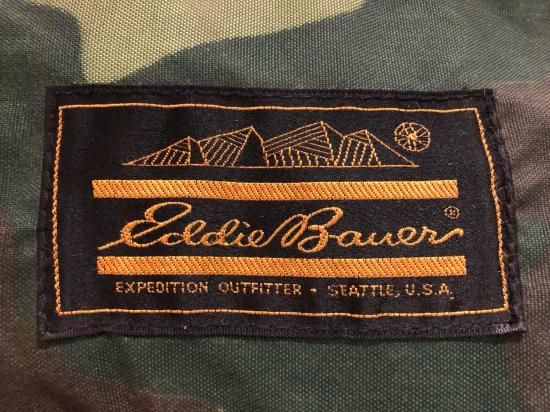 Eddie Bauer®
EXPEDITION OUTFITTER • SEATTLE, U.S.A.